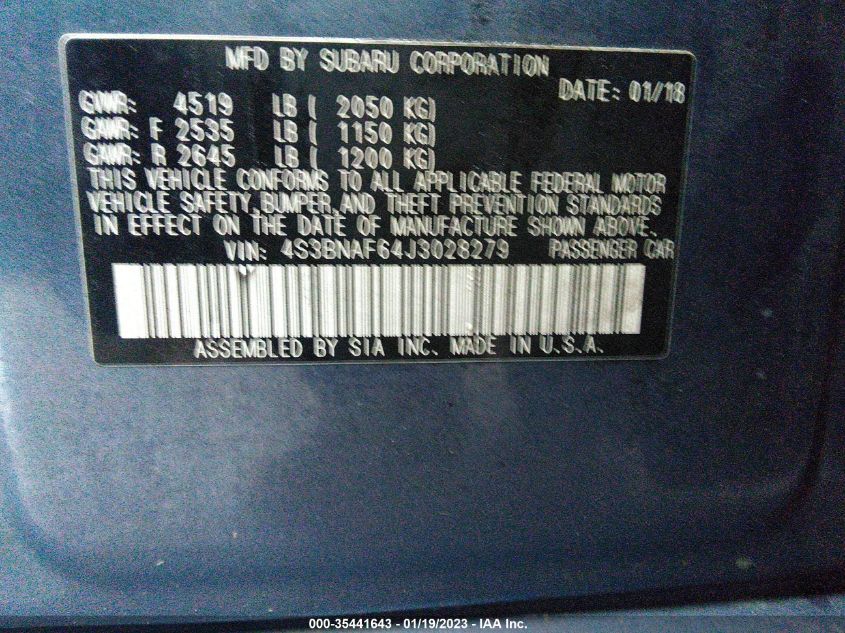 MFD BY SUBARU CORPORATION
DATE: 01/18
GVWR: 4519 LB ( 2050 KG)
GAWR: F 2535 LB ( 1150 KG)
GAWR: R 2645 LB ( 1200 KG)
THIS VEHICLE CONFORMS TO ALL APPLICABLE FEDERAL MOTOR
VEHICLE SAFETY,BUMPER,AND THEFT PREVENTION STANDARDS
IN EFFECT ON THE DATE OF MANUFACTURE SHOWN ABOVE.
VIN: 4S3BNAF64J3028279 PASSENGER CAR
ASSEMBLED BY SIA INC. MADE IN U.S.A.
000-35441643 - 01/19/2023 - IAA Inc.